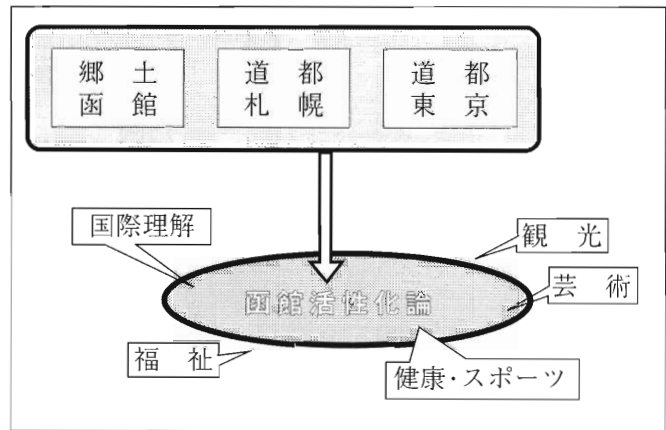 郷土
函館
道都
札幌
道都
東京
国際理解
観光
函館活性化論
芸術
福祉
健康・スポーツ